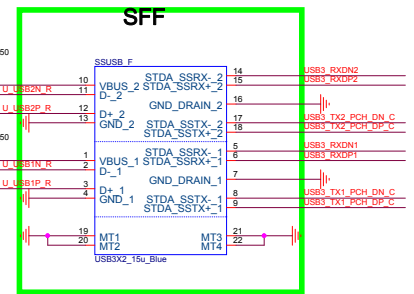 SFF
SSUSB_F
50
10 VBUS_2 STDA_SSRX-_2 14 USB3_RXDN2
U_USB2N_R 11 D-_2 STDA_SSRX+_2 15 USB3_RXDP2
U_USB2P_R 12 D+_2 GND_DRAIN_2 16
13 GND_2 STDA_SSTX-_2 17 USB3_TX2_PCH_DN_C
STDA_SSTX+_2 18 USB3_TX2_PCH_DP_C
50
1 VBUS_1 STDA_SSRX-_1 5 USB3_RXDN1
U_USB1N_R 2 D-_1 STDA_SSRX+_1 6 USB3_RXDP1
U_USB1P_R 3 D+_1 GND_DRAIN_1 7
4 GND_1 STDA_SSTX-_1 8 USB3_TX1_PCH_DN_C
STDA_SSTX+_1 9 USB3_TX1_PCH_DP_C
19 MT1 MT3 21
20 MT2 MT4 22
USB3X2_15u_Blue